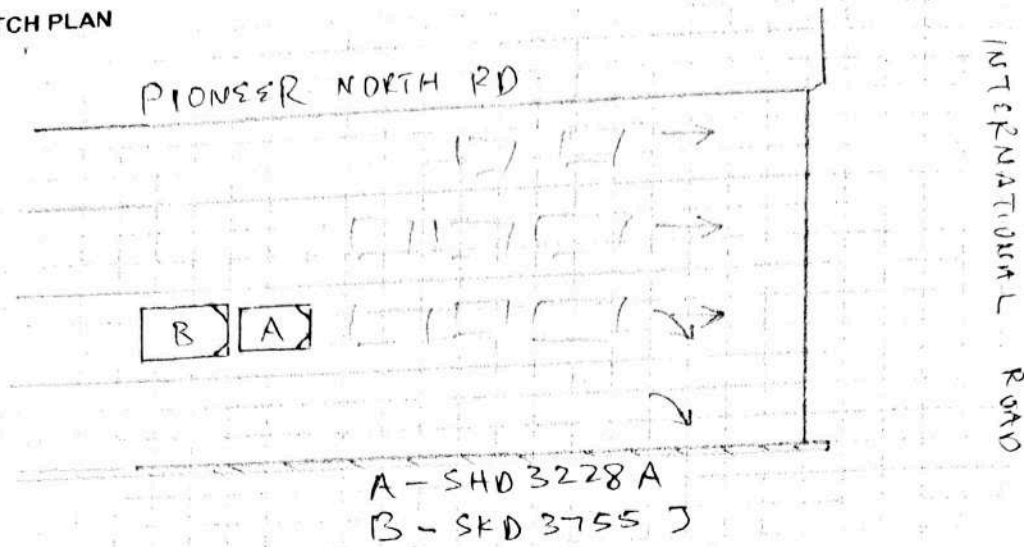 TCH PLAN
PIONEER NORTH RD
INTERNATIONAL ROAD
B A
A - SHD 3228 A
B - SKD 3755 J